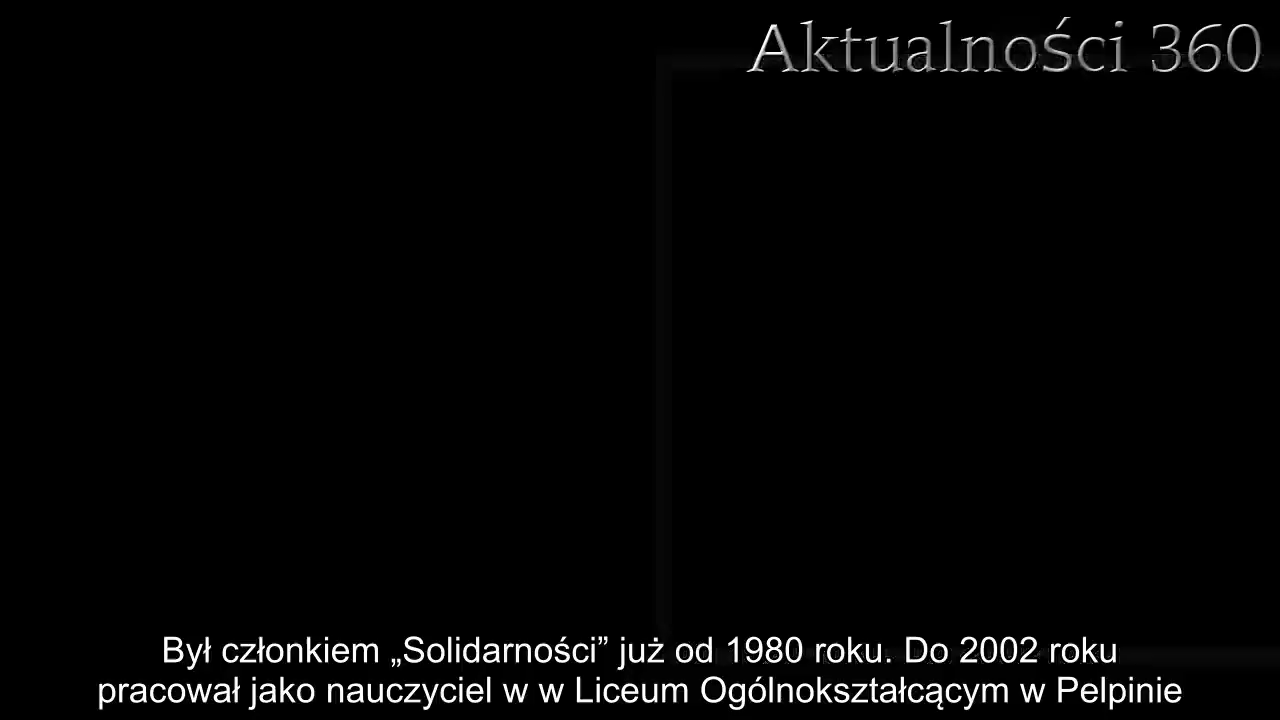 Aktualności 360
Był członkiem „Solidarności” już od 1980 roku. Do 2002 roku
pracował jako nauczyciel w w Liceum Ogólnokształcącym w Pelpinie